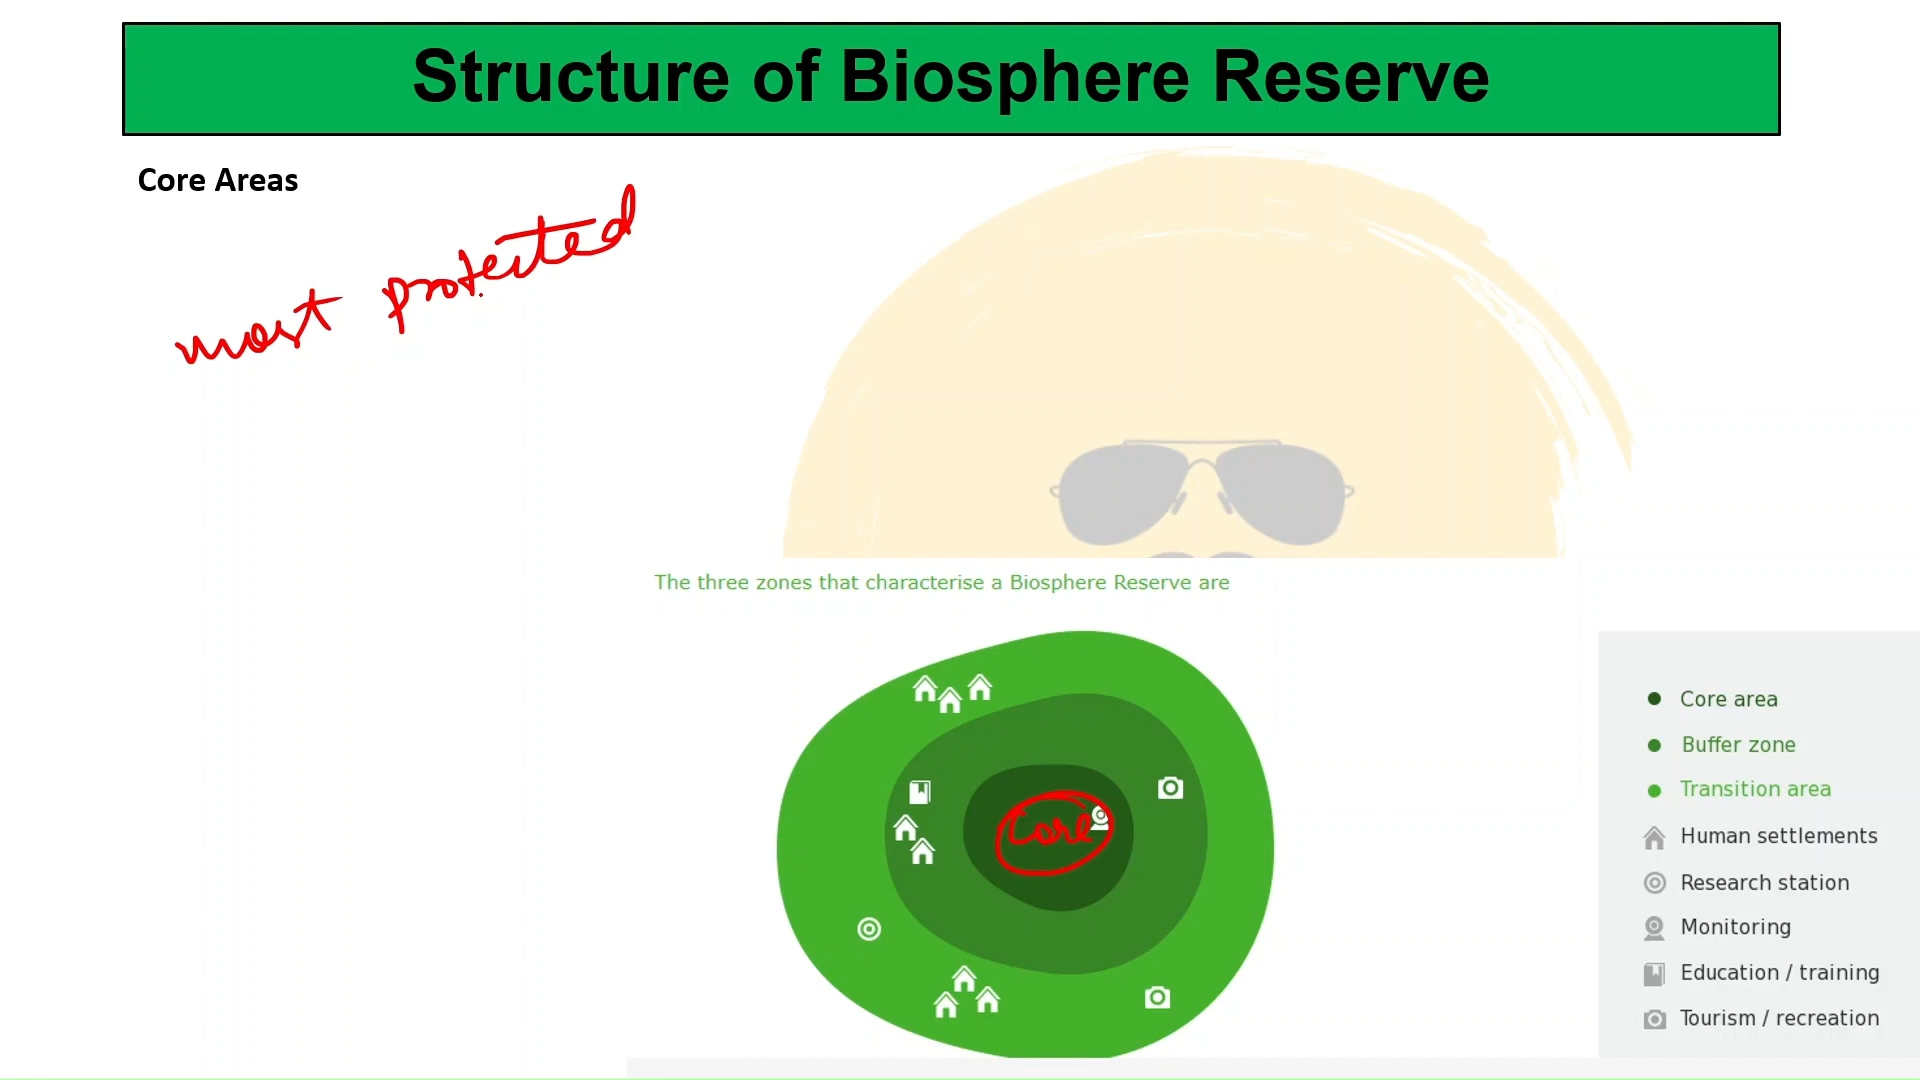 Structure of Biosphere Reserve
Core Areas
most protected
The three zones that characterise a Biosphere Reserve are
Core
Core area
Buffer zone
Transition area
Human settlements
Research station
Monitoring
Education / training
Tourism / recreation